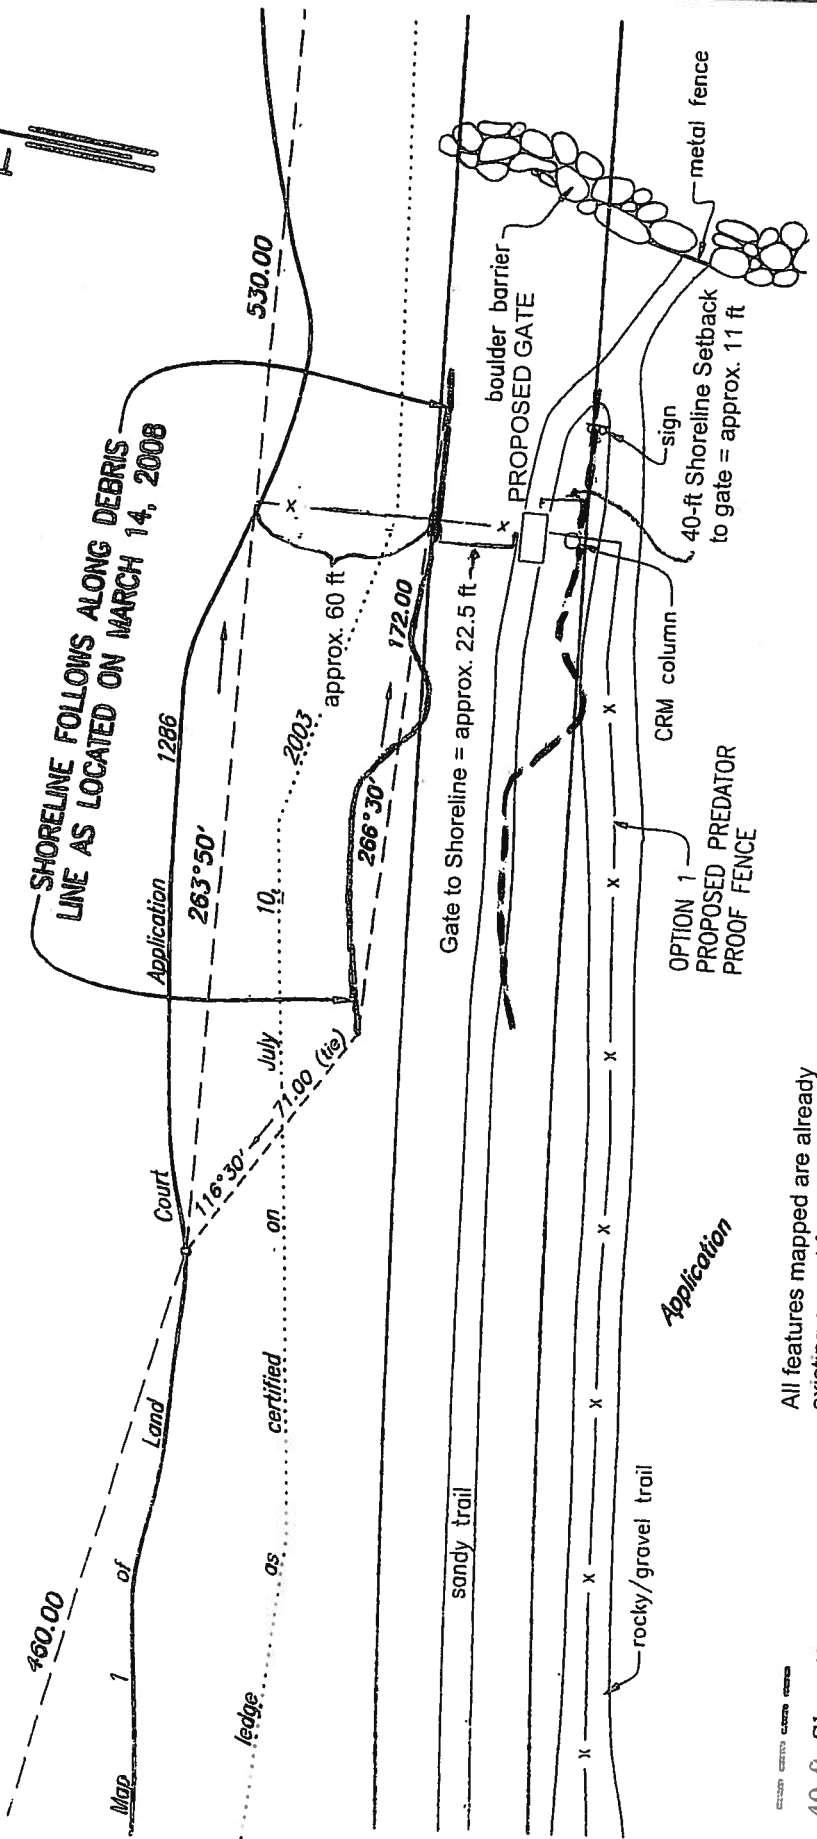 SHORELINE FOLLOWS ALONG DEBRIS
LINE AS LOCATED ON MARCH 14, 2008
460.00
Map 1 of Land Court Application 1286
263°50'
530.00
ledge as certified on July 10, 2003
116°30'
71.00 (tie)
266°30'
172.00
approx. 60 ft
Gate to Shoreline = approx. 22.5 ft
boulder barrier
PROPOSED GATE
metal fence
sandy trail
sign
40-ft Shoreline Setback
to gate = approx. 11 ft
CRM column
OPTION 1
PROPOSED PREDATOR
PROOF FENCE
rocky/gravel trail
Application
All features mapped are already
x
x
x
x
x
x
x
x
x